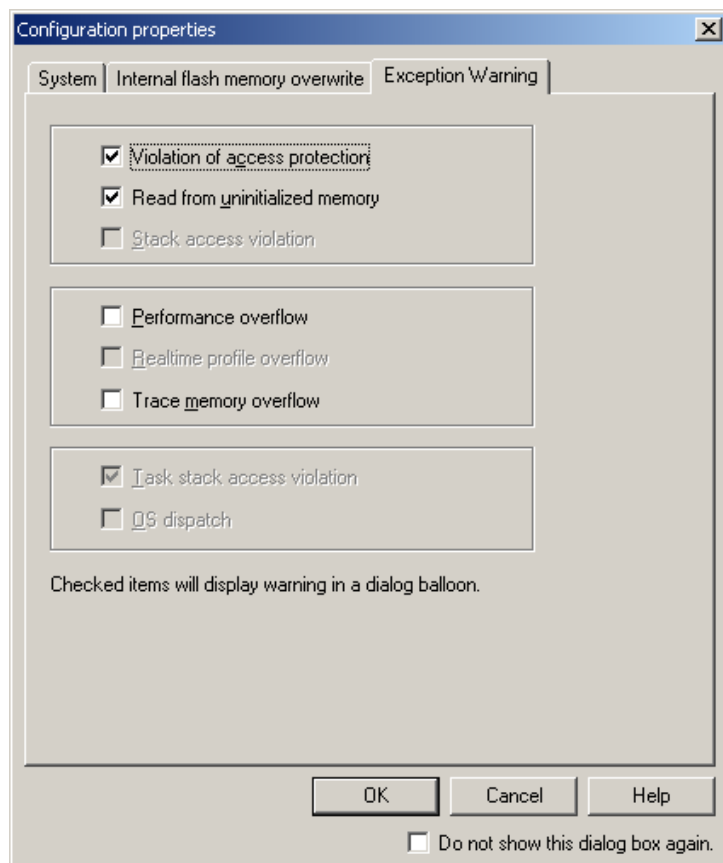 Configuration properties
System Internal flash memory overwrite Exception Warning
Violation of access protection
Read from uninitialized memory
Stack access violation
Performance overflow
Realtime profile overflow
Trace memory overflow
Task stack access violation
OS dispatch
Checked items will display warning in a dialog balloon.
OK Cancel Help
Do not show this dialog box again.